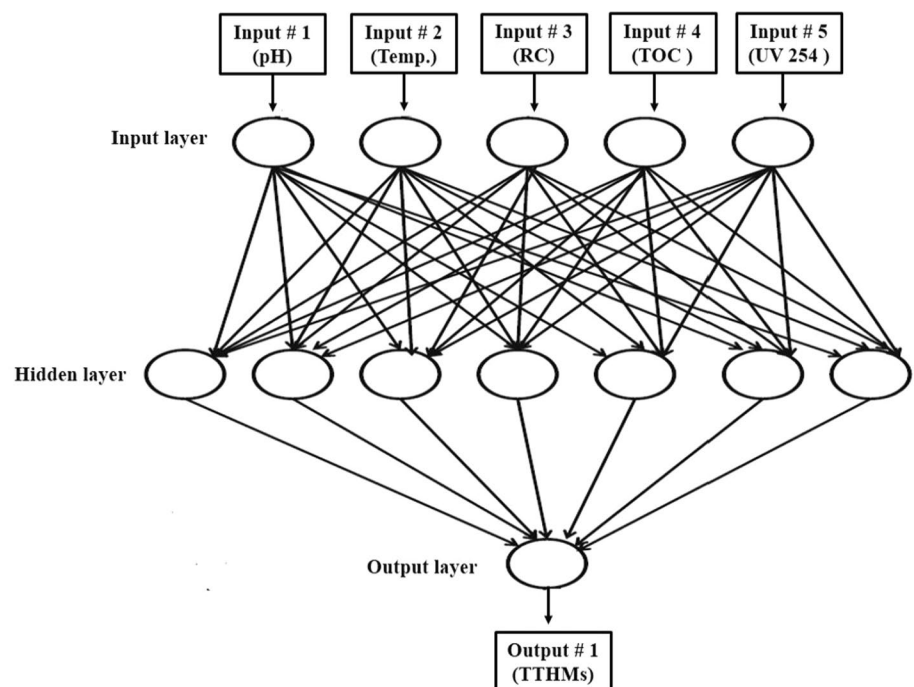 Input # 1
(pH)
Input # 2
(Temp.)
Input # 3
(RC)
Input # 4
(TOC )
Input # 5
(UV 254 )
Input layer
Hidden layer
Output layer
Output # 1
(TTHMs)